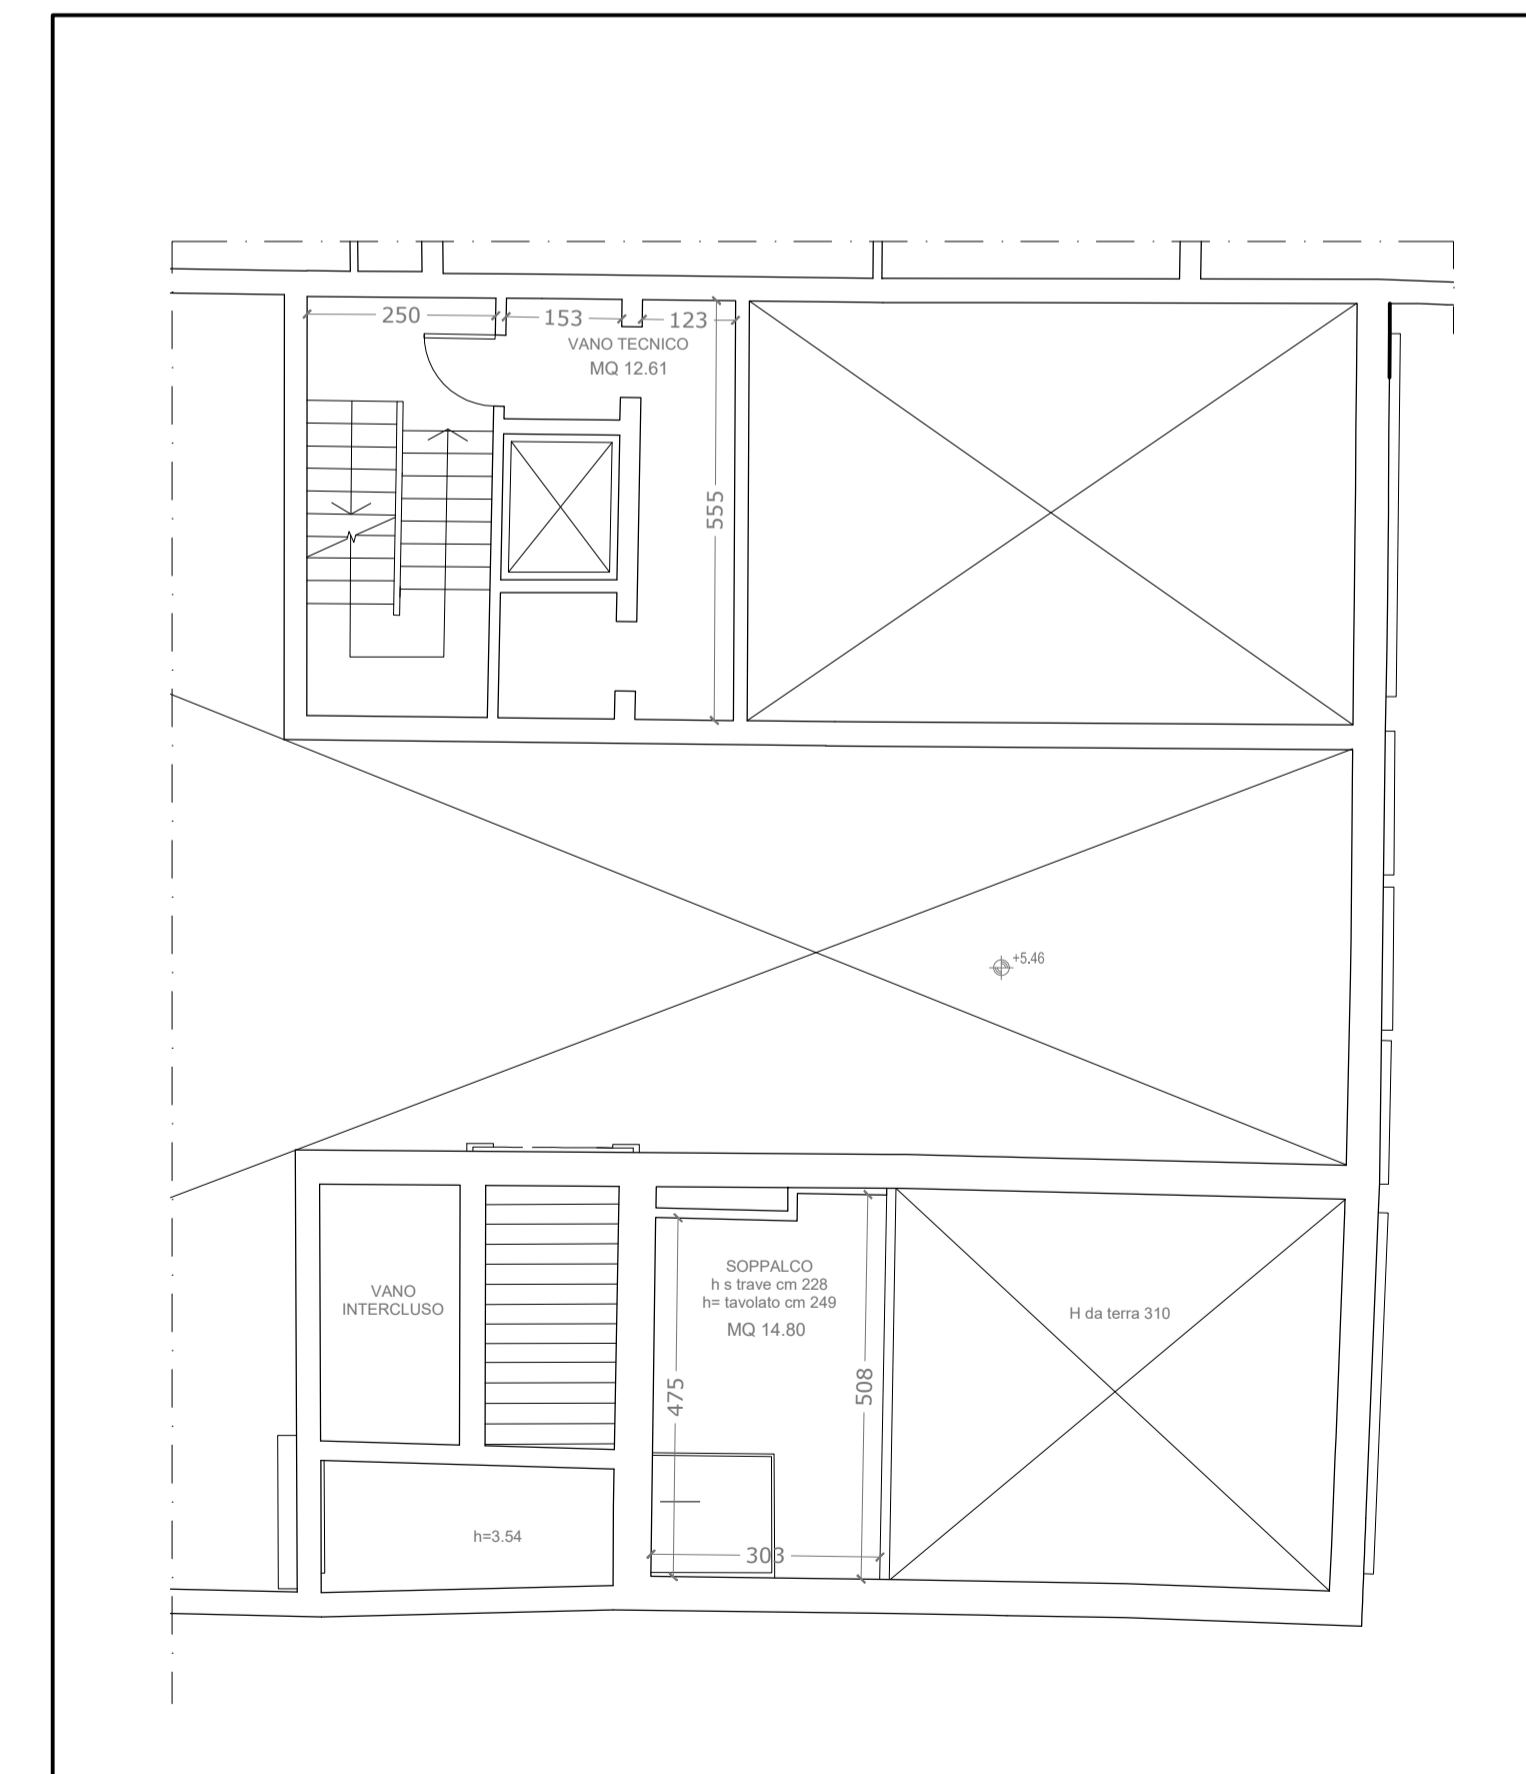 250
153
123
VANO TECNICO
MQ 12.61
555
+5.46
VANO
INTERCLUSO
SOPPALCO
h s trave cm 228
h= tavolato cm 249
MQ 14.80
H da terra 310
475
508
h=3.54
303